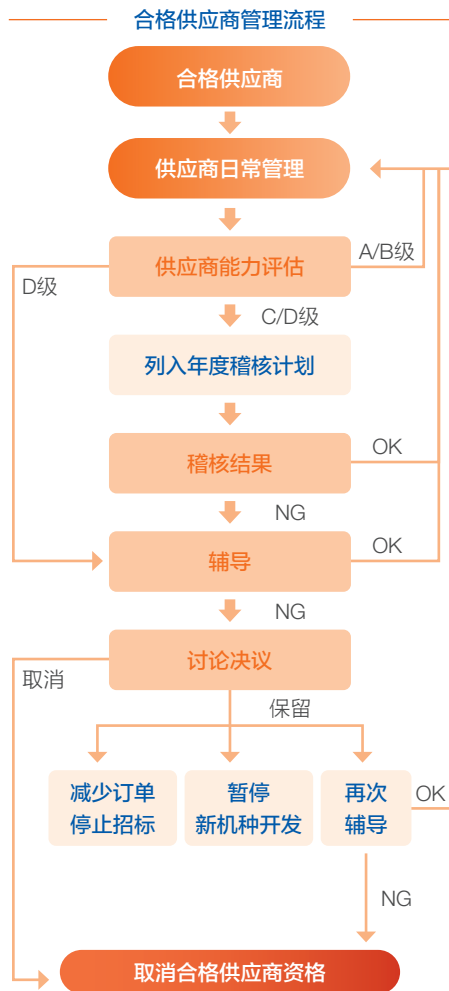 合格供应商管理流程
合格供应商
供应商日常管理
供应商能力评估
A/B级
D级
C/D级
列入年度稽核计划
稽核结果
OK
NG
辅导
OK
NG
讨论决议
取消
保留
减少订单
停止招标
暂停
新机种开发
再次
辅导
OK
NG
取消合格供应商资格